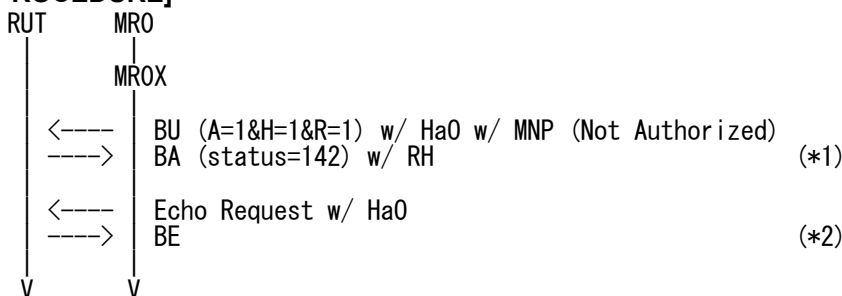 ROCEDURE]
RUT MR0
MR0X
<---- BU (A=1&H=1&R=1) w/ HaO w/ MNP (Not Authorized)
----> BA (status=142) w/ RH (*1)
<---- Echo Request w/ HaO
----> BE (*2)
V V